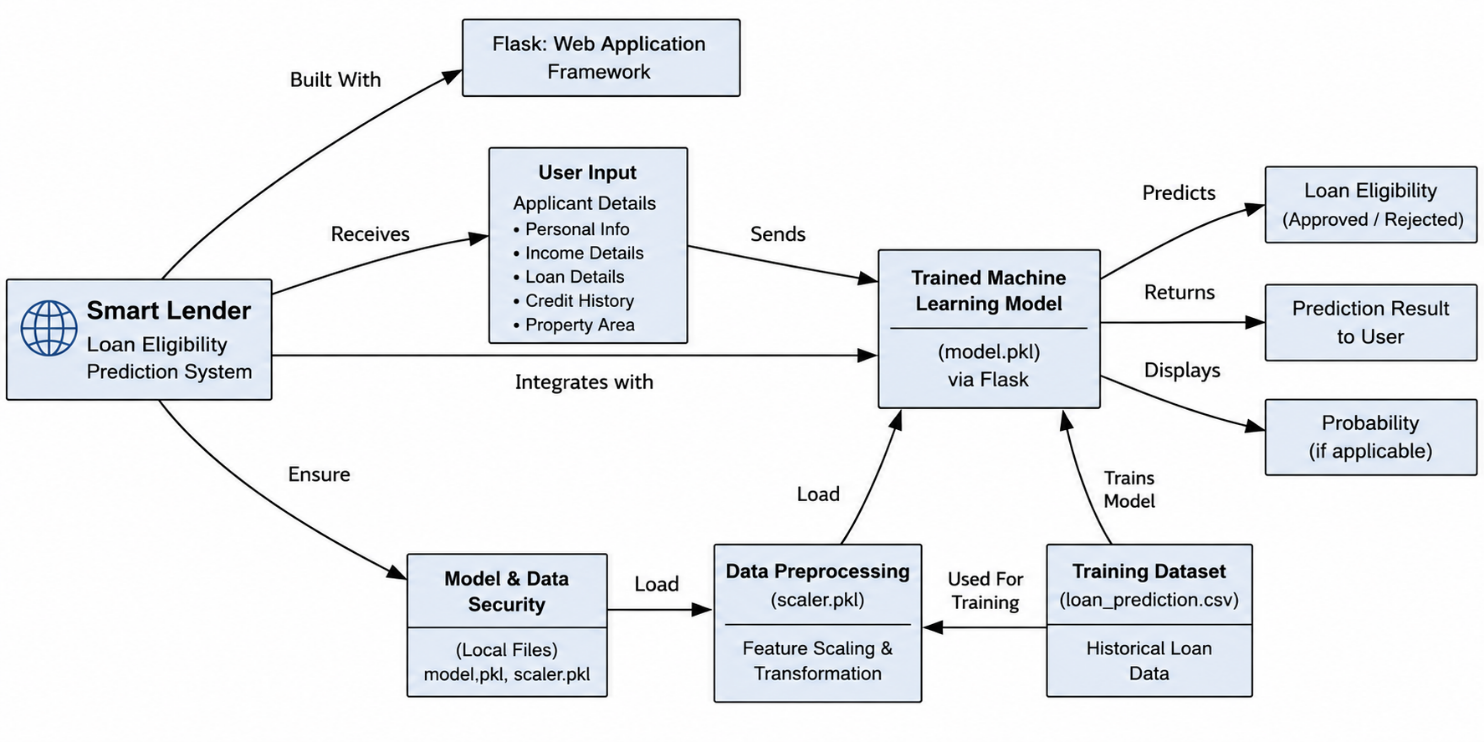 Flask: Web Application
Framework
Built With
User Input
Applicant Details
• Personal Info
• Income Details
• Loan Details
• Credit History
• Property Area
Receives
Sends
Predicts
Loan Eligibility
(Approved / Rejected)
Smart Lender
Loan Eligibility
Prediction System
Trained Machine
Learning Model
(model.pkl)
via Flask
Returns
Prediction Result
to User
Integrates with
Displays
Probability
(if applicable)
Ensure
Load
Trains
Model
Model & Data
Security
(Local Files)
model,pkl, scaler.pkl
Load
Data Preprocessing
(scaler.pkl)
Feature Scaling &
Transformation
Used For
Training
Training Dataset
(loan_prediction.csv)
Historical Loan
Data